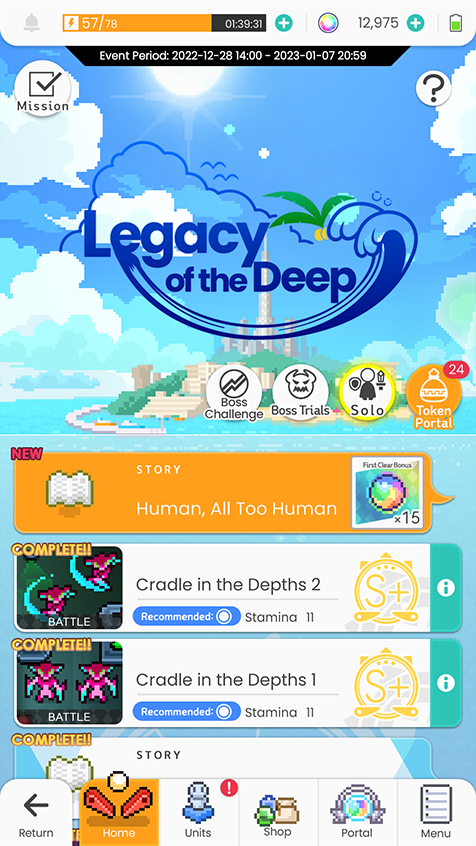 57/78
01:39:31
12,975
Event Period: 2022-12-28 14:00 - 2023-01-07 20:59
Mission
?
Legacy
of the Deep
Boss
Challenge
Boss Trials
Solo
24
Token
Portal
NEW
STORY
Human, All Too Human
First Clear Bonus
×15
COMPLETE!!
BATTLE
Cradle in the Depths 2
Recommended:
Stamina 11
S+
i
COMPLETE!!
BATTLE
Cradle in the Depths 1
Recommended:
Stamina 11
S+
i
COMPLETE!!
STORY
Return
Home
!
Units
Shop
Portal
Menu